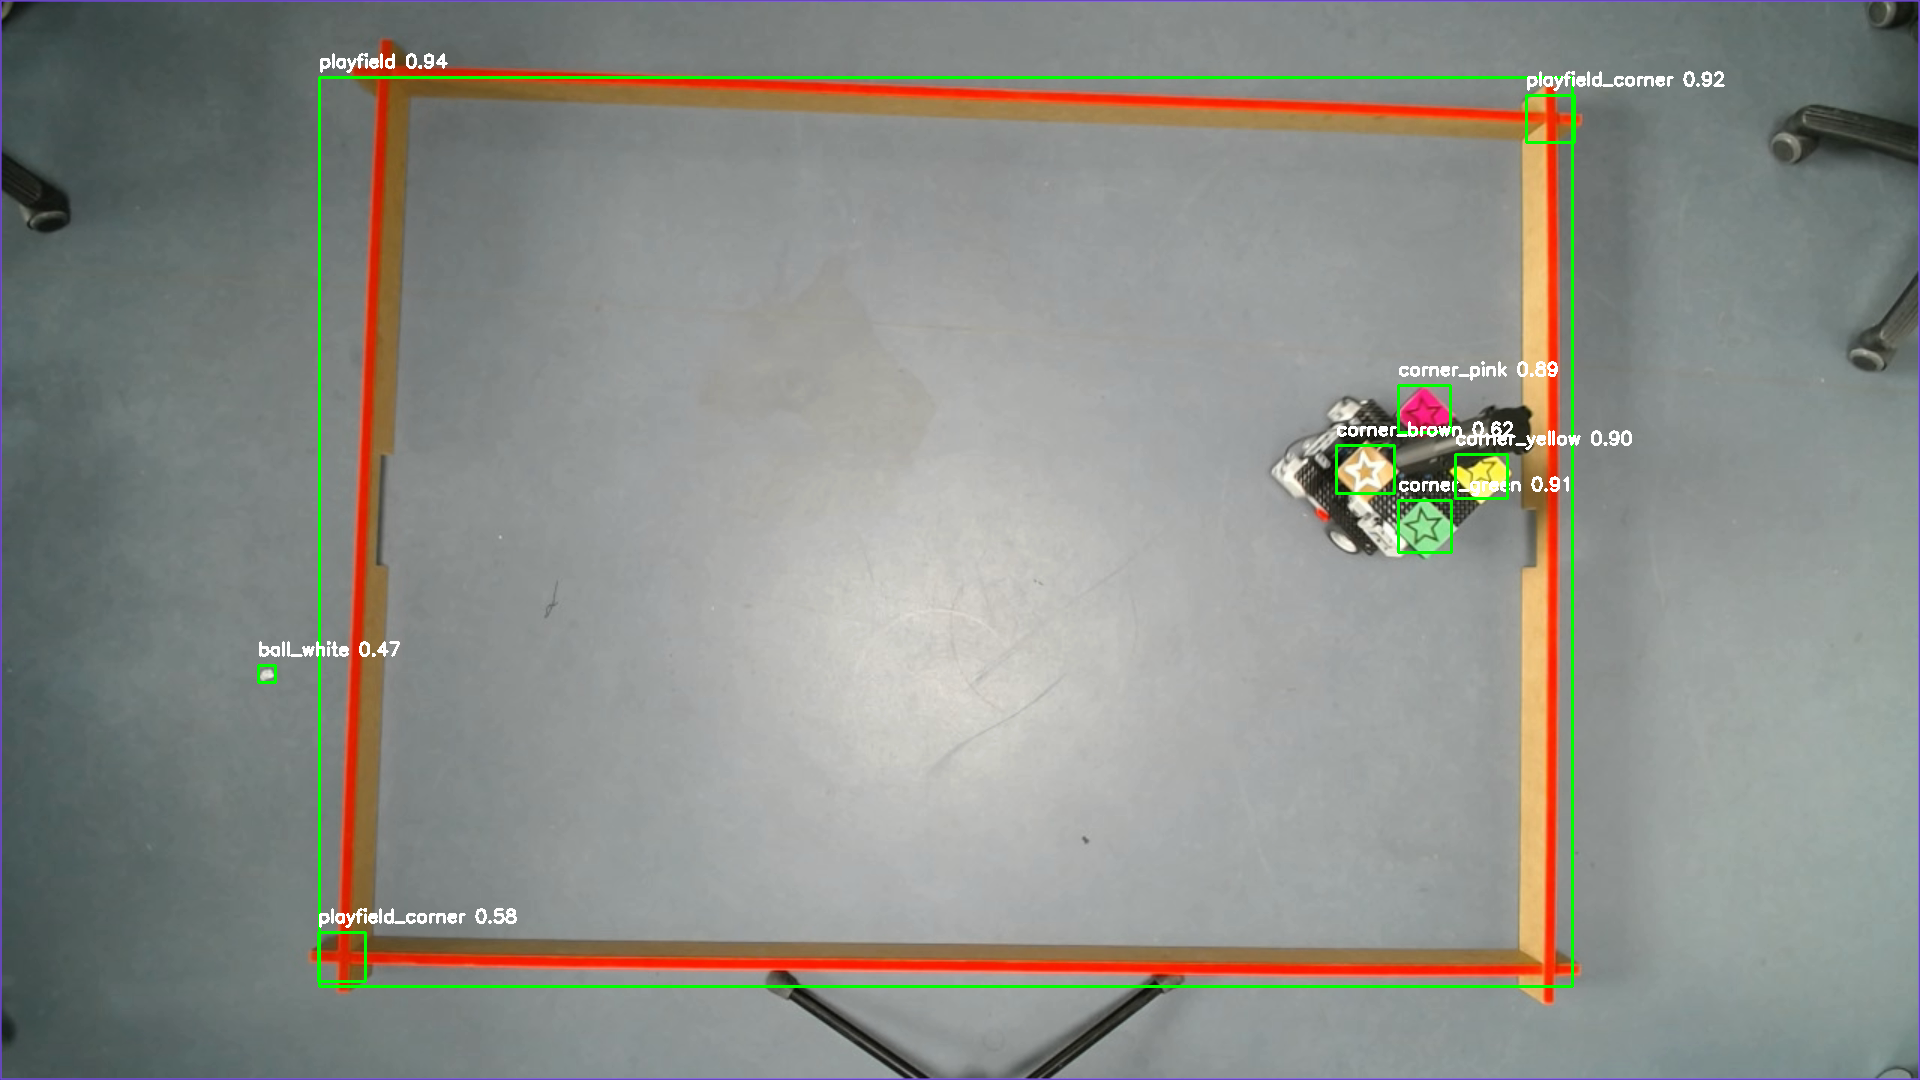 playfield 0.94
playfield_corner 0.92
corner_pink 0.89
corner_brown 0.62
corner_yellow 0.90
corner_green 0.91
ball_white 0.47
playfield_corner 0.58